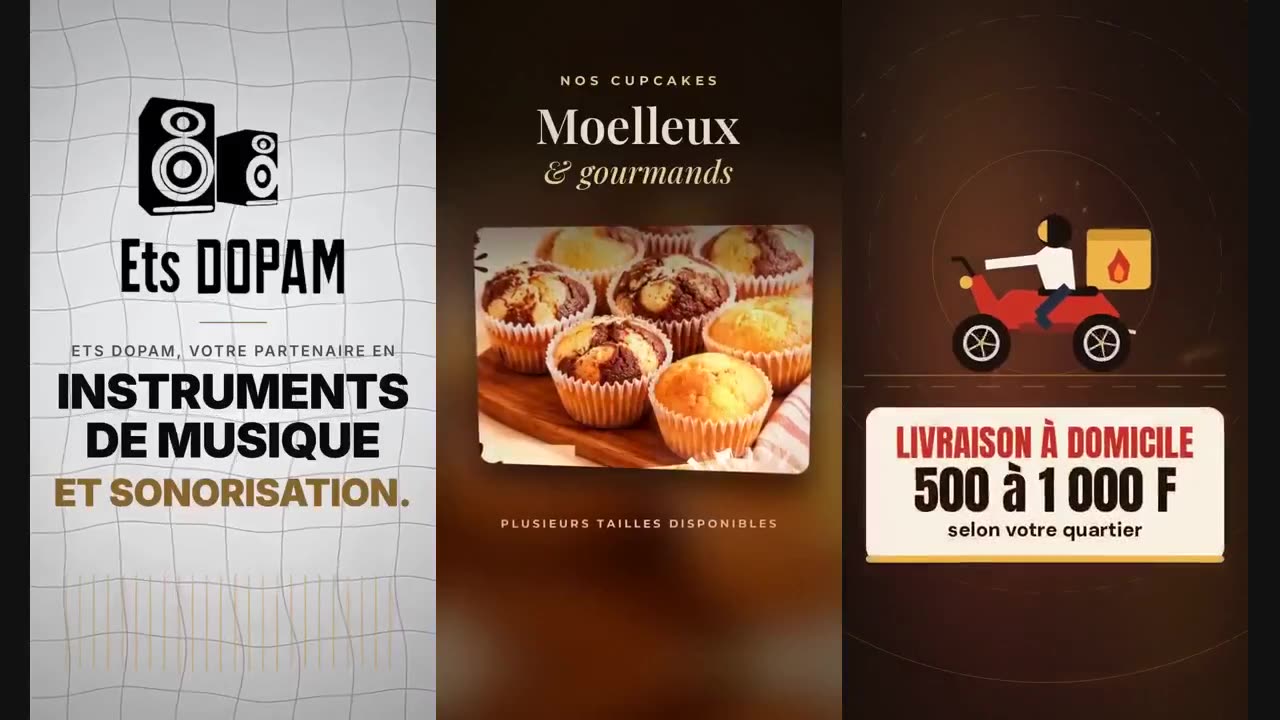 Ets DOPAM
ETS DOPAM, VOTRE PARTENAIRE EN
INSTRUMENTS
DE MUSIQUE
ET SONORISATION.
NOS CUPCAKES
Moelleux
& gourmands
PLUSIEURS TAILLES DISPONIBLES
LIVRAISON À DOMICILE
500 à 1 000 F
selon votre quartier